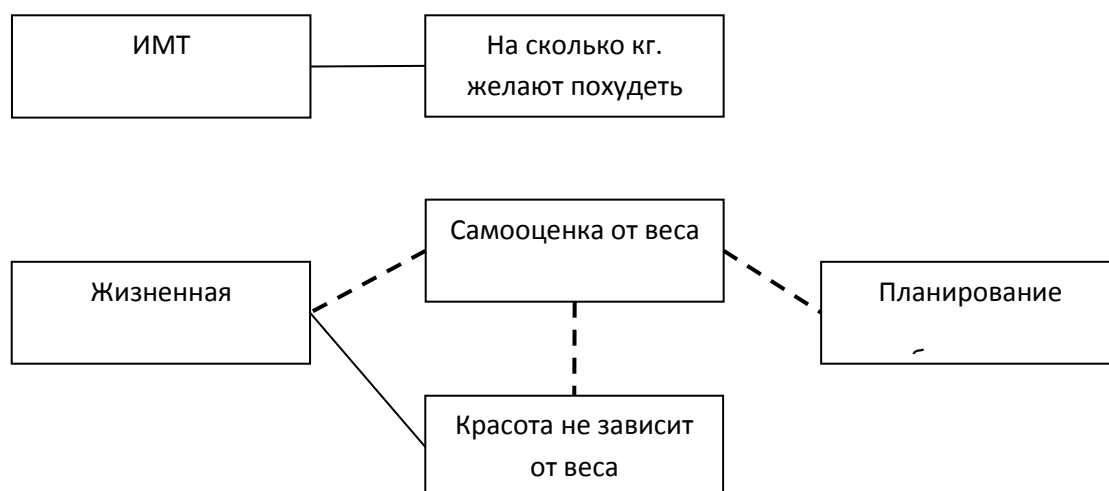 ИМТ
На сколько кг.
желают похудеть
Самооценка от веса
Жизненная
Планирование
Красота не зависит
от веса